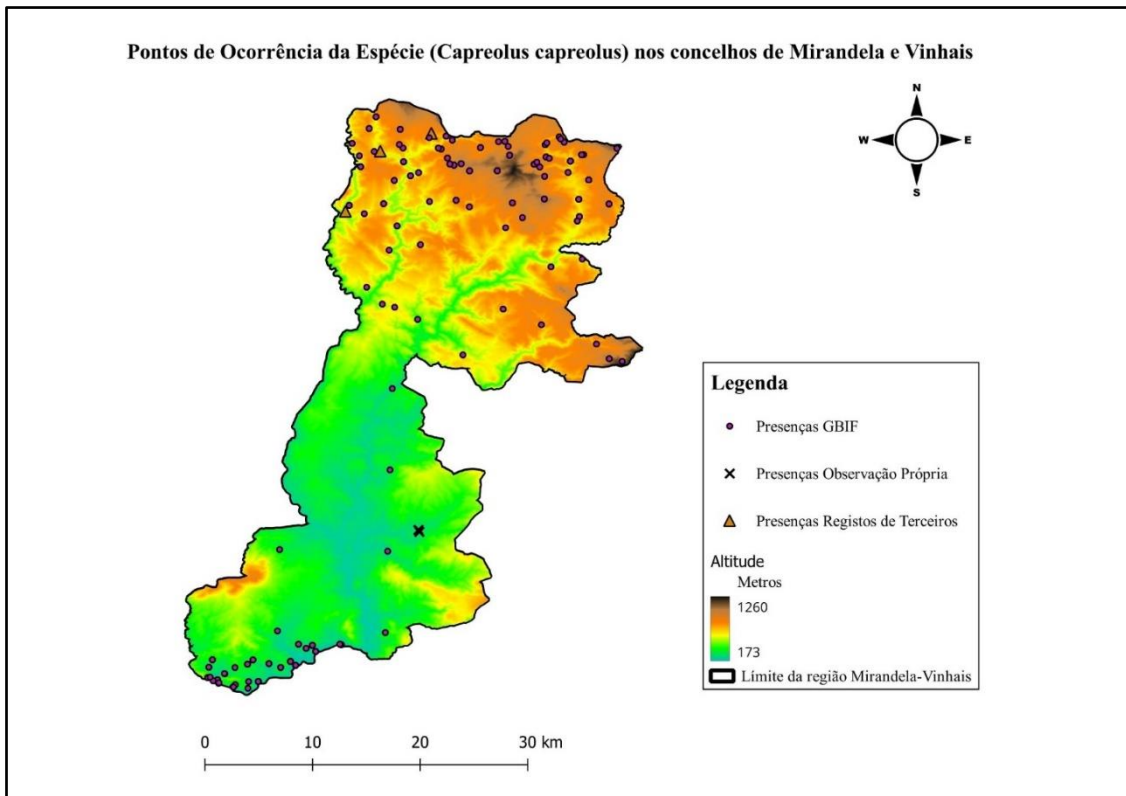 Pontos de Ocorrência da Espécie (Capreolus capreolus) nos concelhos de Mirandela e Vinhais
N
W E
S
Legenda
Presenças GBIF
Presenças Observação Própria
Presenças Registos de Terceiros
Altitude
Metros
1260
173
Límite da região Mirandela-Vinhais
0 10 20 30 km